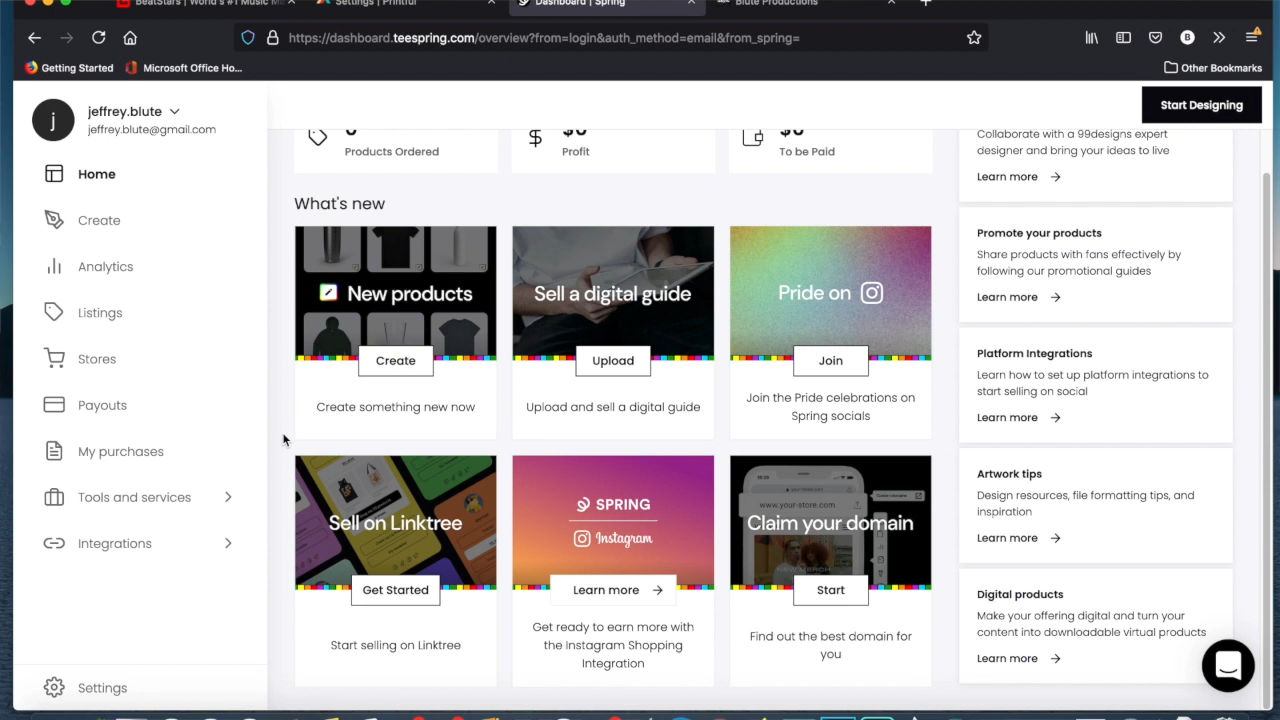 BeatStars | World's #1 Music Ma
Settings | Printful
Dashboard | Spring
Blute Productions
https://dashboard.teespring.com/overview?from=login&auth_method=email&from_spring=
B
Getting Started
Microsoft Office Ho...
Other Bookmarks
j
jeffrey.blute
jeffrey.blute@gmail.com
Start Designing
Home
Create
Analytics
Listings
Stores
Payouts
My purchases
Tools and services
Integrations
Settings
0
Products Ordered
$0
Profit
$0
To be Paid
What's new
New products
Create
Create something new now
Sell a digital guide
Upload
Upload and sell a digital guide
Pride on
Join
Join the Pride celebrations on
Spring socials
Sell on Linktree
Get Started
Start selling on Linktree
SPRING
Instagram
Learn more
Get ready to earn more with
the Instagram Shopping
Integration
www.your-store.com
Claim your domain
Start
Find out the best domain for
you
Collaborate with a 99designs expert
designer and bring your ideas to live
Learn more
Promote your products
Share products with fans effectively by
following our promotional guides
Learn more
Platform Integrations
Learn how to set up platform integrations to
start selling on social
Learn more
Artwork tips
Design resources, file formatting tips, and
inspiration
Learn more
Digital products
Make your offering digital and turn your
content into downloadable virtual products
Learn more